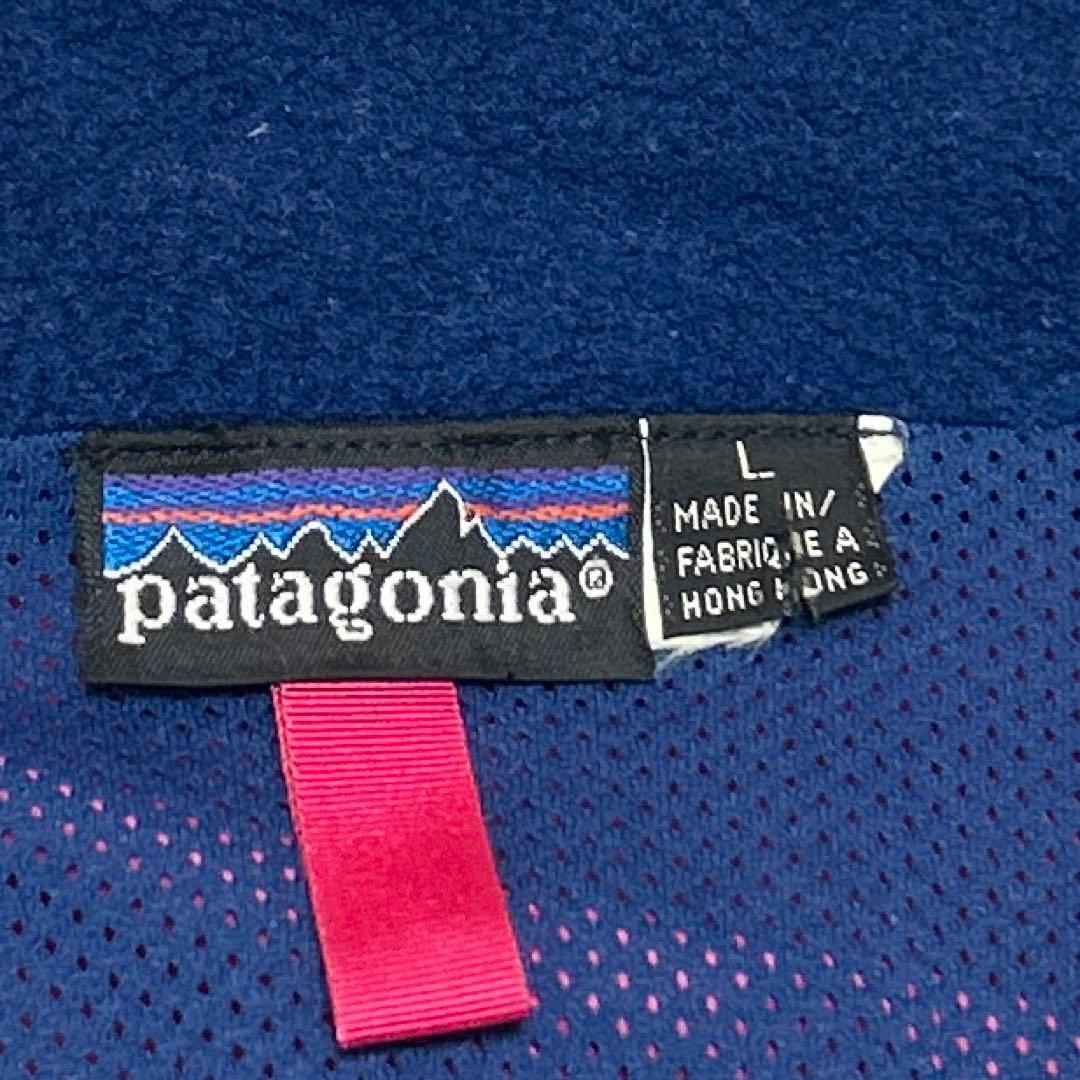 patagonia®
L
MADE IN/
FABRIQUE A
HONG KONG